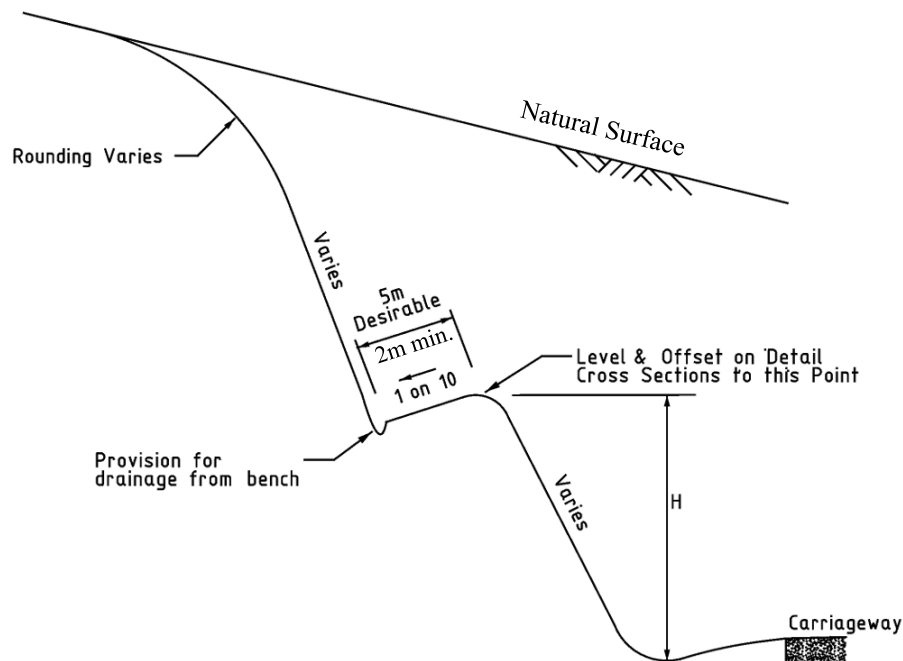 Natural Surface
Rounding Varies
Varies
5m
Desirable
2m min.
1 on 10
Level & Offset on Detail
Cross Sections to this Point
Provision for
drainage from bench
Varies
H
Carriageway